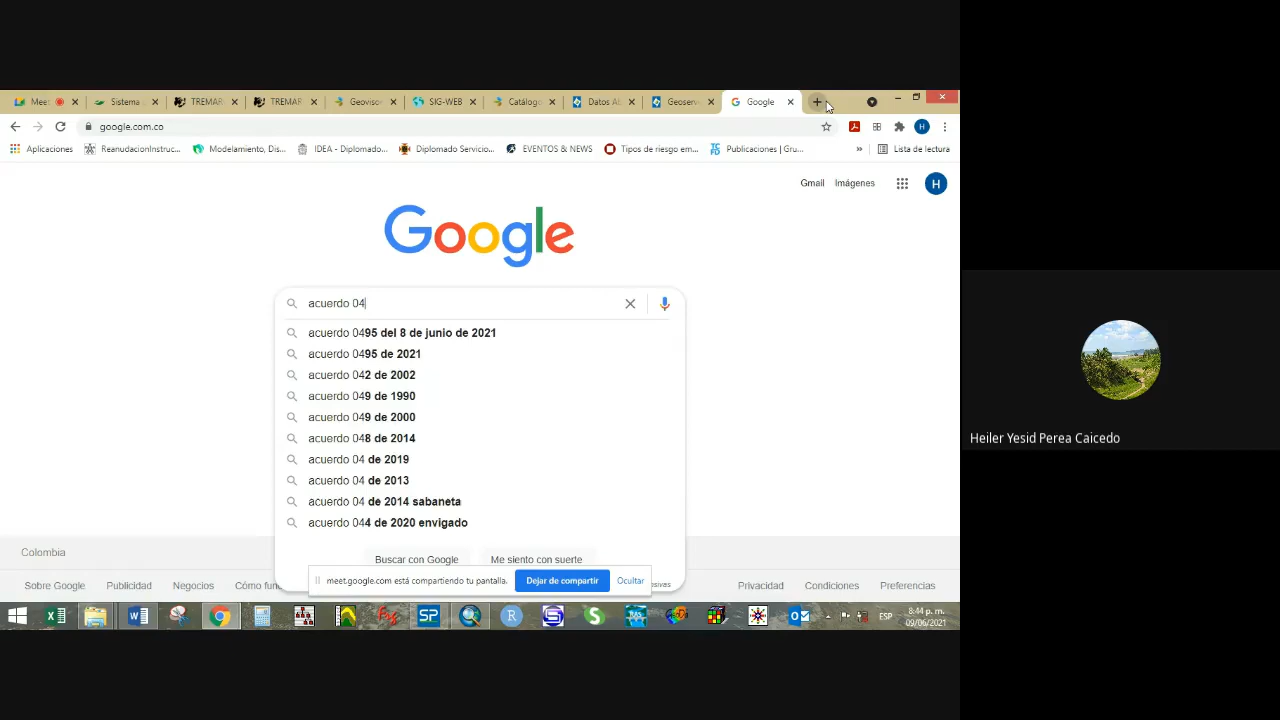 Meet
Sistema
TREMAR
TREMAR
Geoviso
SIG-WEB
Catálogo
Datos Ab
Geoserv
Google
google.com.co
Aplicaciones
ReanudacionInstruc...
Modelamiento, Dis...
IDEA - Diplomado...
Diplomado Servicio...
EVENTOS & NEWS
Tipos de riesgo em...
Publicaciones | Gru...
»
Lista de lectura
Gmail
Imágenes
H
Google
acuerdo 04
acuerdo 0495 del 8 de junio de 2021
acuerdo 0495 de 2021
acuerdo 042 de 2002
acuerdo 049 de 1990
acuerdo 049 de 2000
acuerdo 048 de 2014
acuerdo 04 de 2019
acuerdo 04 de 2013
acuerdo 04 de 2014 sabaneta
acuerdo 044 de 2020 envigado
Heiler Yesid Perea Caicedo
Colombia
Buscar con Google
Me siento con suerte
meet.google.com está compartiendo tu pantalla.
Dejar de compartir
Ocultar
Sobre Google
Publicidad
Negocios
Cómo fun
Privacidad
Condiciones
Preferencias
SP
R
ESP
8:44 p. m.
09/06/2021